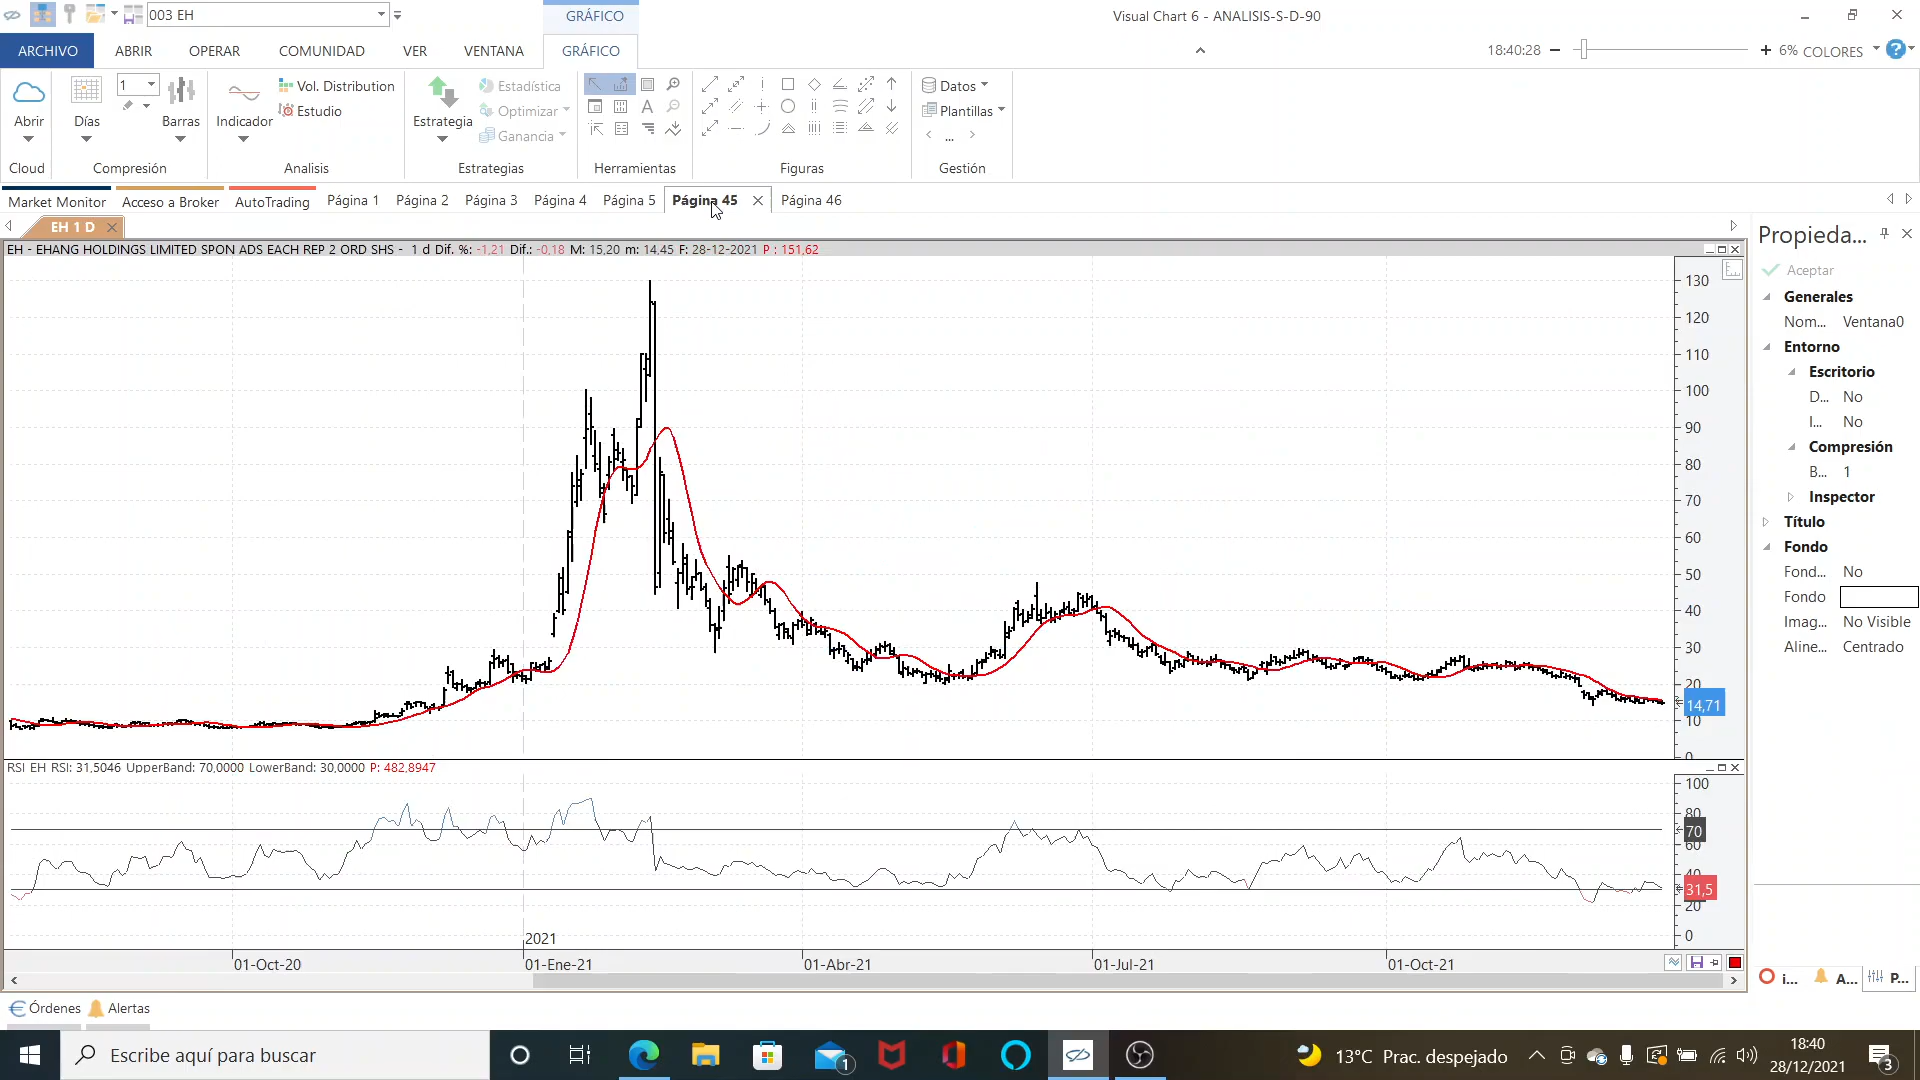 003 EH
GRÁFICO
Visual Chart 6 - ANALISIS-S-D-90
ARCHIVO ABRIR OPERAR COMUNIDAD VER VENTANA GRÁFICO
18:40:28 6% COLORES
1
Vol. Distribution
Estudio
Estadística
Optimizar
Ganancia
Datos
Plantillas
...
Abrir Días Barras Indicador Estrategia
Cloud Compresión Analisis Estrategias Herramientas Figuras Gestión
Market Monitor Acceso a Broker AutoTrading Página 1 Página 2 Página 3 Página 4 Página 5 Página 45 Página 46
EH 1 D
EH - EHANG HOLDINGS LIMITED SPON ADS EACH REP 2 ORD SHS - 1 d Dif. %: -1,21 Dif.: -0,18 M: 15,20 m: 14,45 F: 28-12-2021 P : 151,62
130
120
110
100
90
80
70
60
50
40
30
20
14,71
10
0
RSI EH RSI: 31,5046 UpperBand: 70,0000 LowerBand: 30,0000 P: 482,8947
100
80
70
60
40
31,5
20
0
2021
01-Oct-20 01-Ene-21 01-Abr-21 01-Jul-21 01-Oct-21
Propieda...
Aceptar
Generales
Nom... Ventana0
Entorno
Escritorio
D... No
I... No
Compresión
B... 1
Inspector
Título
Fondo
Fond... No
Fondo
Imag... No Visible
Aline... Centrado
i... A... P...
Órdenes Alertas
Escribe aquí para buscar
1
13°C Prac. despejado
18:40
28/12/2021
3